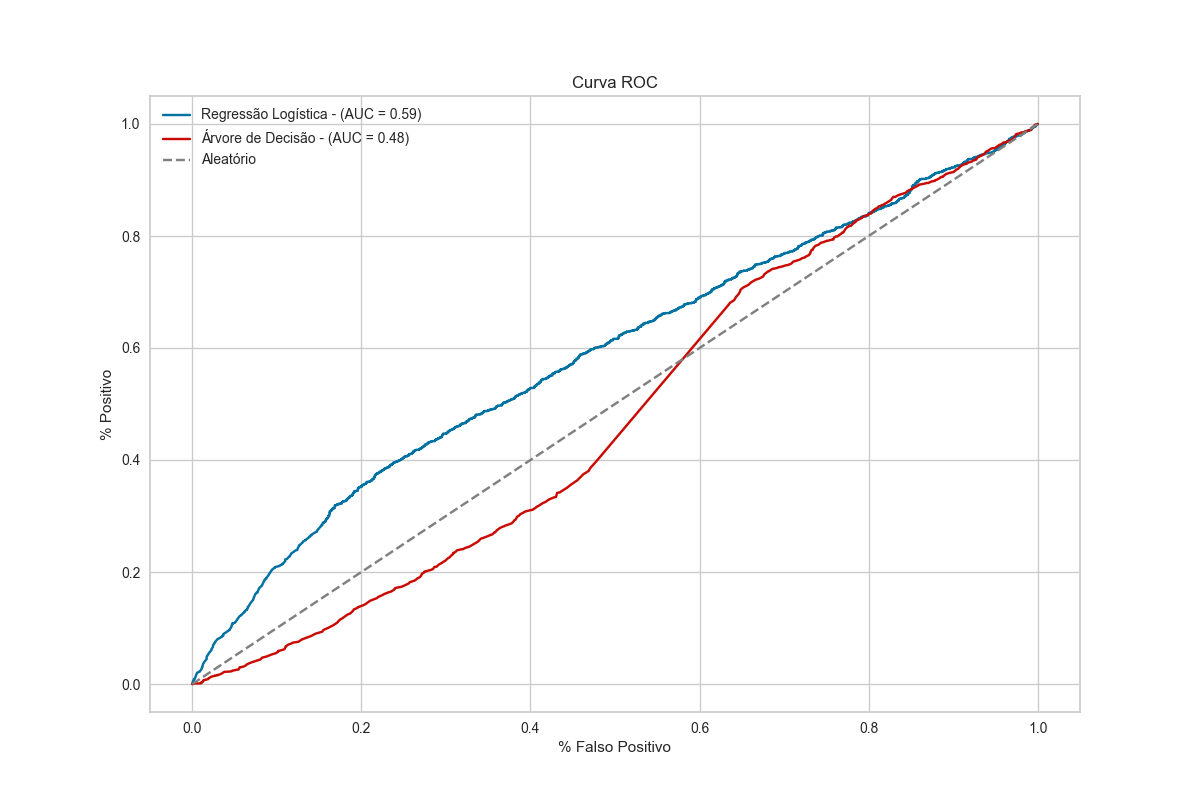 Curva ROC
Regressão Logística - (AUC = 0.59)
Árvore de Decisão - (AUC = 0.48)
Aleatório
% Positivo
1.0
0.8
0.6
0.4
0.2
0.0
0.0 0.2 0.4 0.6 0.8 1.0
% Falso Positivo